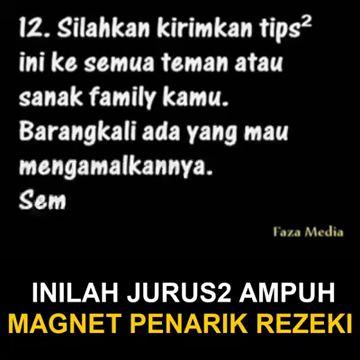 12. Silahkan kirimkan tips²
ini ke semua teman atau
sanak family kamu.
Barangkali ada yang mau
mengamalkannya.
Sem
Faza Media
INILAH JURUS2 AMPUH
MAGNET PENARIK REZEKI